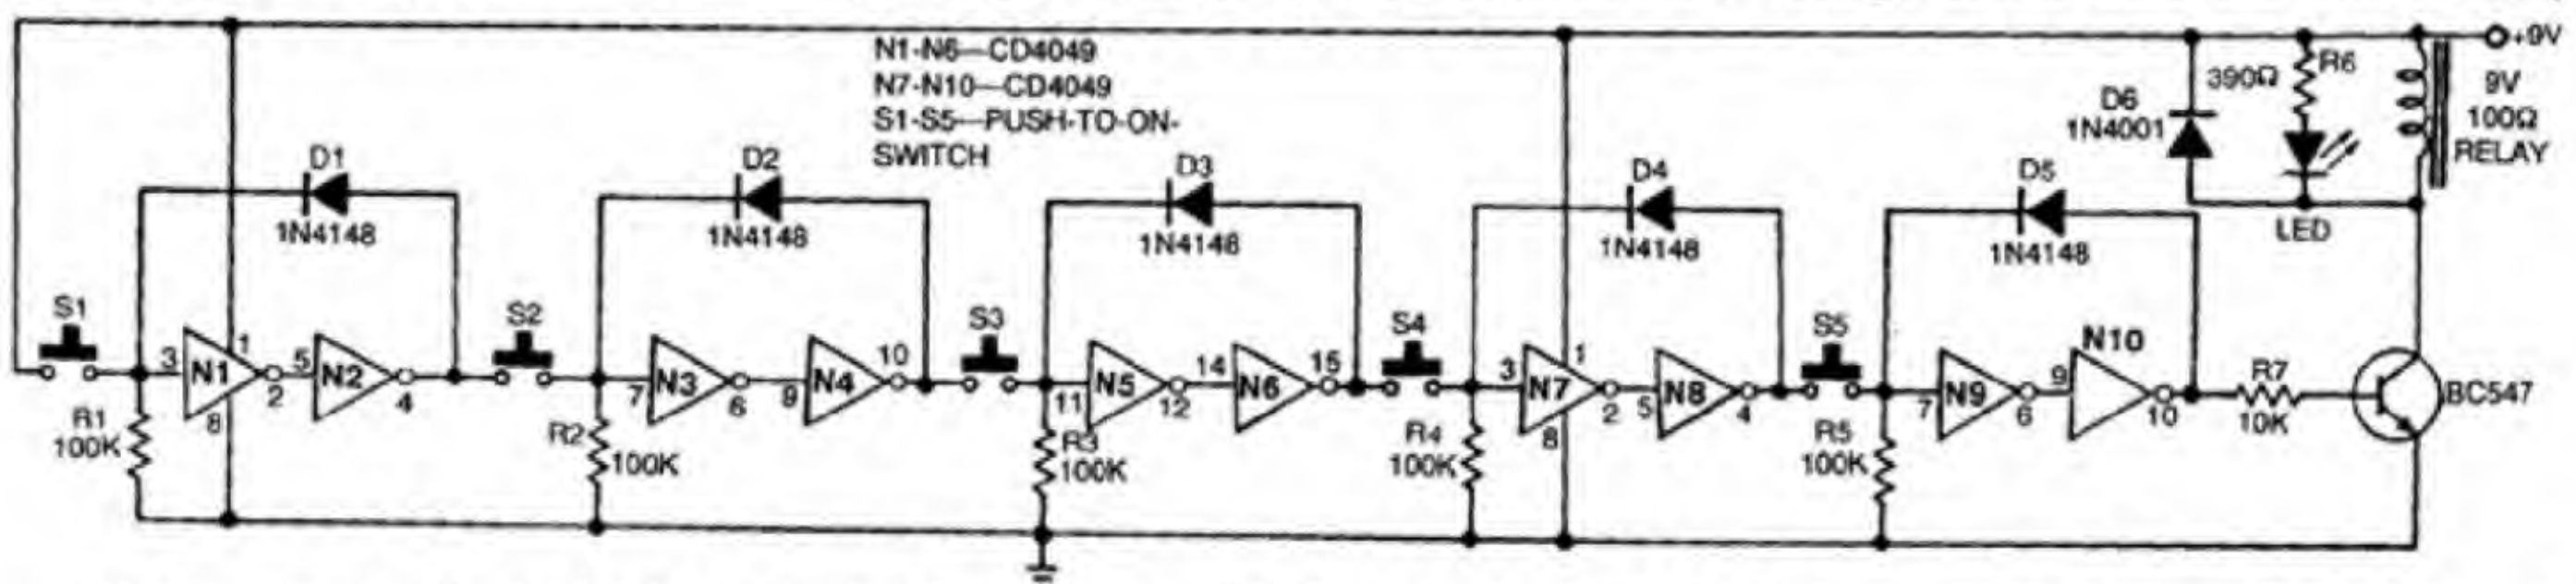 N1-N6—CD4049
N7-N10—CD4049
S1-S5—PUSH-TO-ON-
SWITCH
+9V
390Ω
R6
9V
100Ω
RELAY
D6
1N4001
LED
D1
1N4148
D2
1N4148
D3
1N4148
D4
1N4148
D5
1N4148
S1
3
N1
1
8
2
5
N2
4
S2
7
N3
6
9
N4
10
S3
11
N5
12
14
N6
15
S4
3
N7
1
8
2
5
N8
4
S5
7
N9
6
9
N10
10
R7
10K
BC547
R1
100K
R2
100K
R3
100K
R4
100K
R5
100K